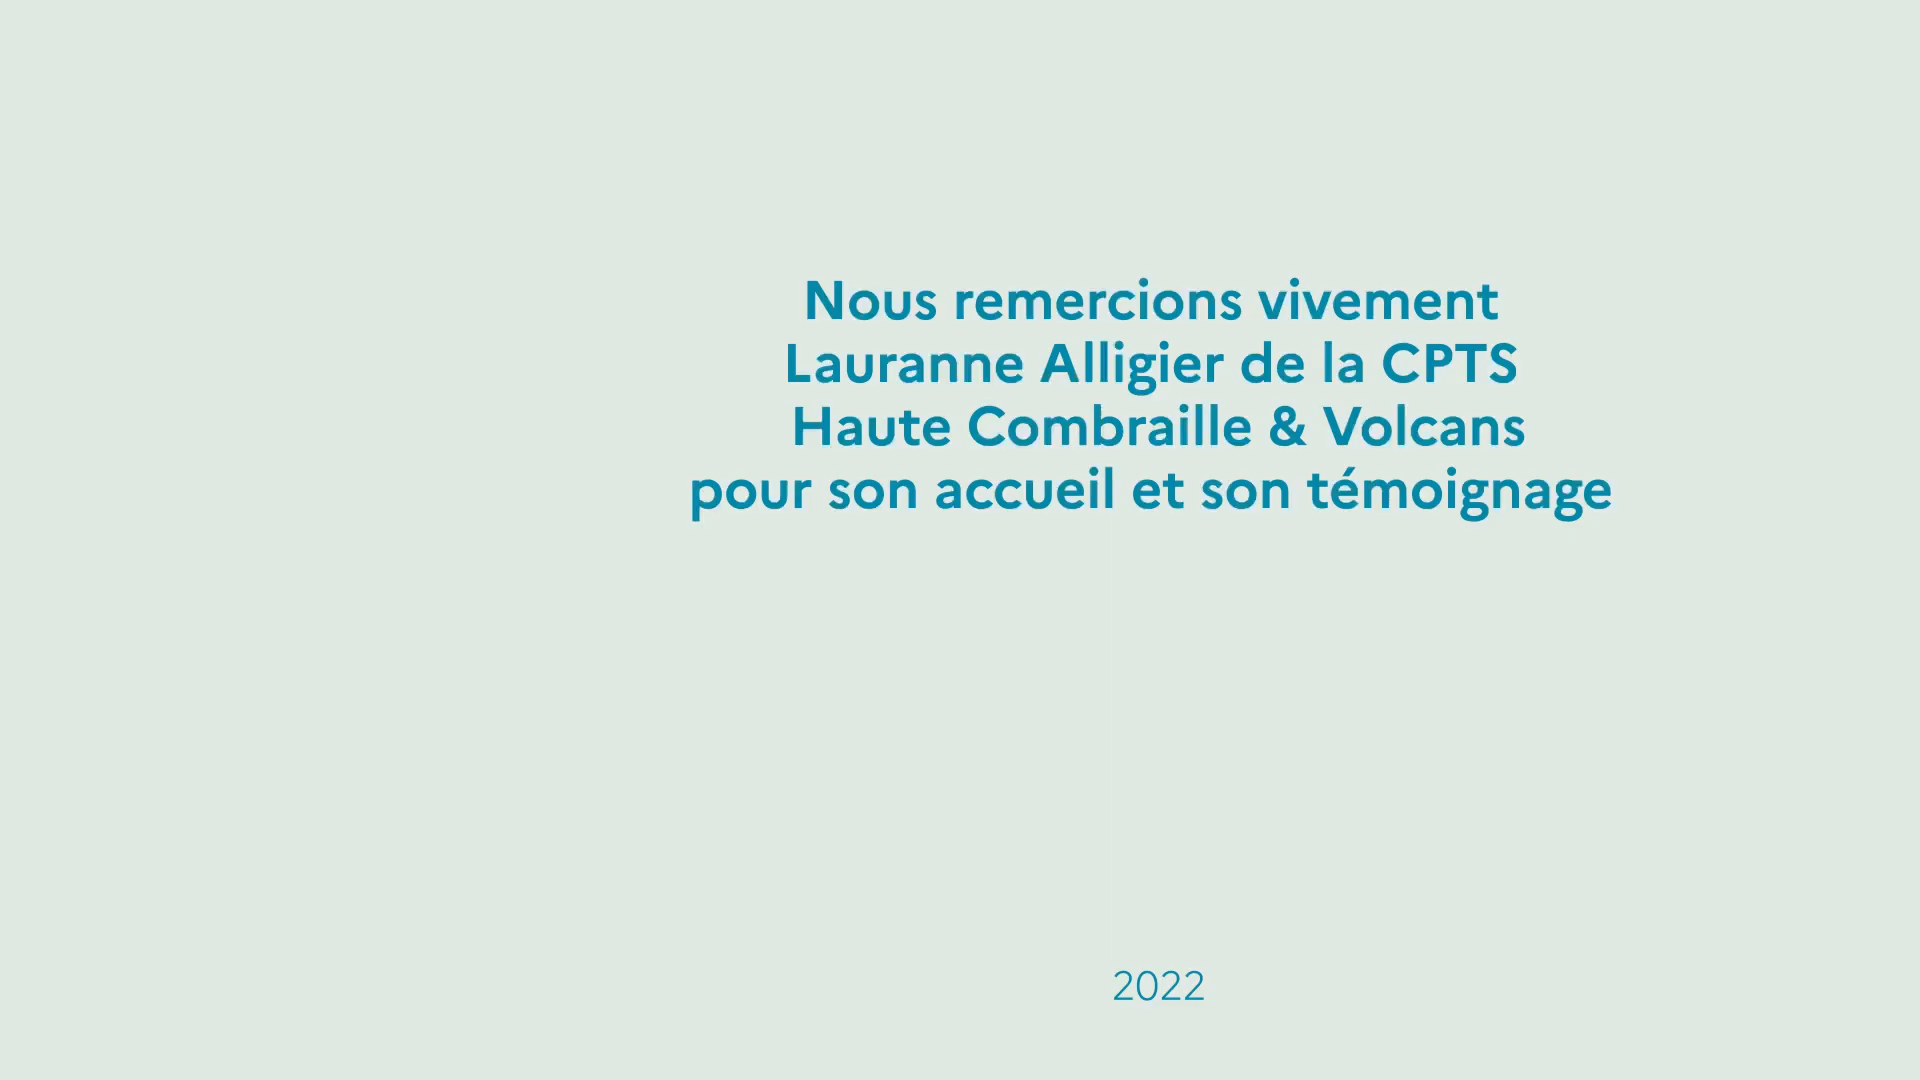 Nous remercions vivement
Lauranne Alligier de la CPTS
Haute Combraille & Volcans
pour son accueil et son témoignage
2022